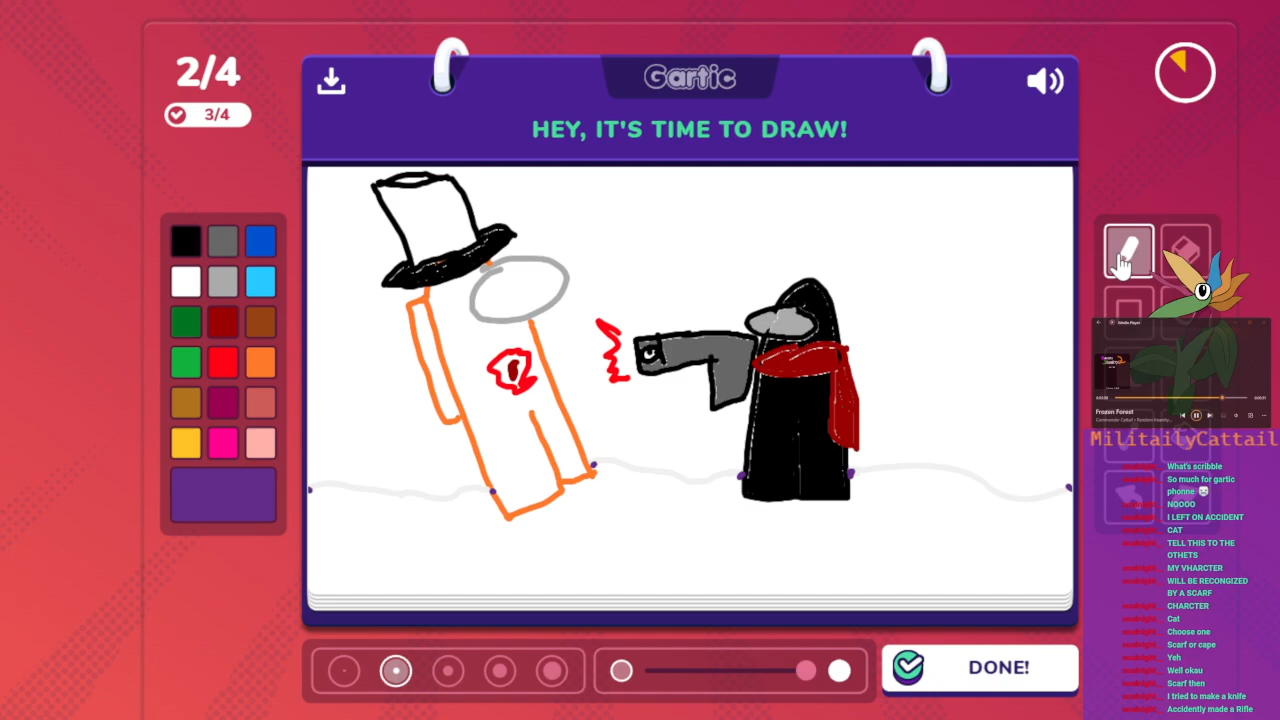 2/4
3/4
Gartic
HEY, IT'S TIME TO DRAW!
DONE!
Frozen Forest
MilitailyCattail
What's scribble
So much for gartic
phonne
NOOOO
I LEFT ON ACCIDENT
CAT
TELL THIS TO THE
OTHETS
MY VHARCTER
WILL BE RECONGIZED
BY A SCARF
CHARCTER
Cat
Choose one
Scarf or cape
Yeh
Well okau
Scarf then
I tried to make a knife
Accidently made a Rifle